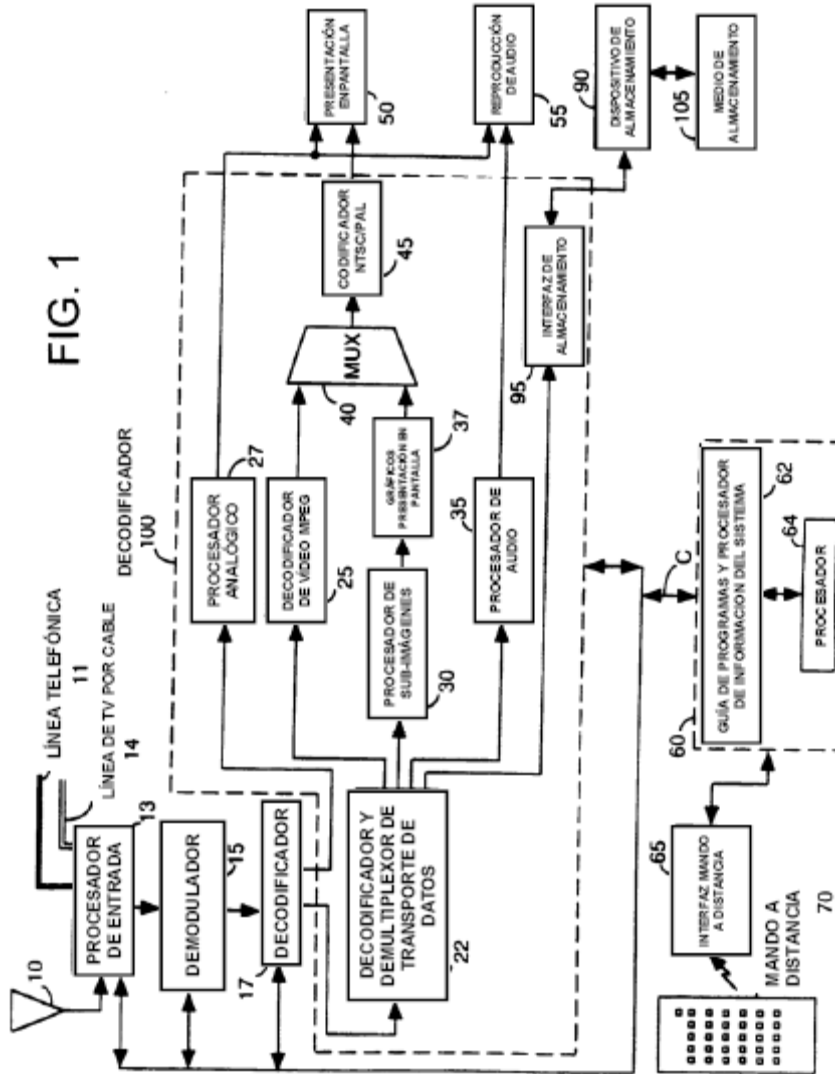 FIG. 1
10
LÍNEA TELEFÓNICA
11
LÍNEA DE TV POR CABLE
14
PROCESADOR
DE ENTRADA
13
DEMODULADOR
15
DECODIFICADOR
17
DECODIFICADOR
100
DECODIFICADOR Y
DEMULTIPLEXOR DE
TRANSPORTE DE
DATOS
22
PROCESADOR
ANALÓGICO
27
DECODIFICADOR
DE VÍDEO MPEG
25
PROCESADOR DE
SUB-IMÁGENES
30
GRÁFICOS
PRESENTACIÓN EN
PANTALLA
37
PROCESADOR DE
AUDIO
35
MUX
40
CODIFICADOR
NTSC/PAL
45
PRESENTACIÓN
EN PANTALLA
50
REPRODUCCIÓN
DE AUDIO
55
INTERFAZ DE
ALMACENAMIENTO
95
DISPOSITIVO DE
ALMACENAMIENTO
90
MEDIO DE
ALMACENAMIENTO
105
C
60
GUÍA DE PROGRAMAS Y PROCESADOR
DE INFORMACION DEL SISTEMA
62
PROCESADOR
64
INTERFAZ MANDO
A DISTANCIA
65
MANDO A
DISTANCIA
70